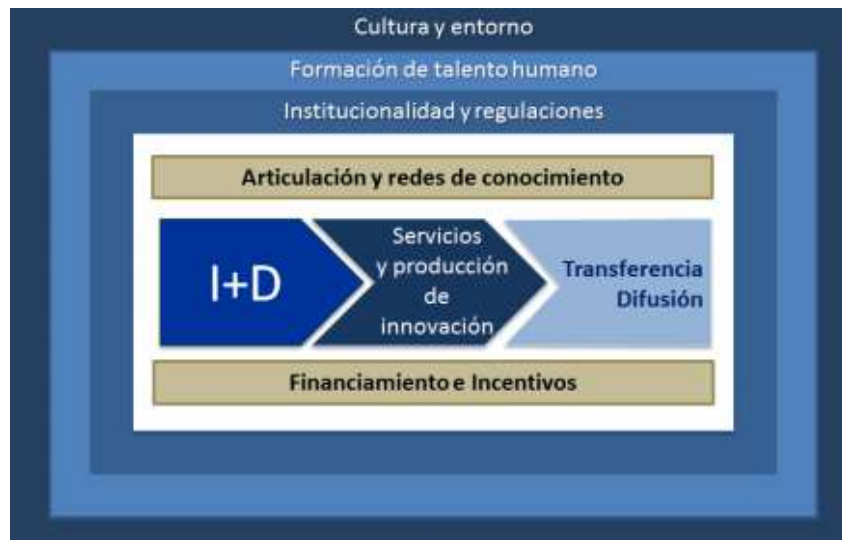 Cultura y entorno
Formación de talento humano
Institucionalidad y regulaciones
Articulación y redes de conocimiento
I+D
Servicios
y producción
de
innovación
Transferencia
Difusión
Financiamiento e Incentivos